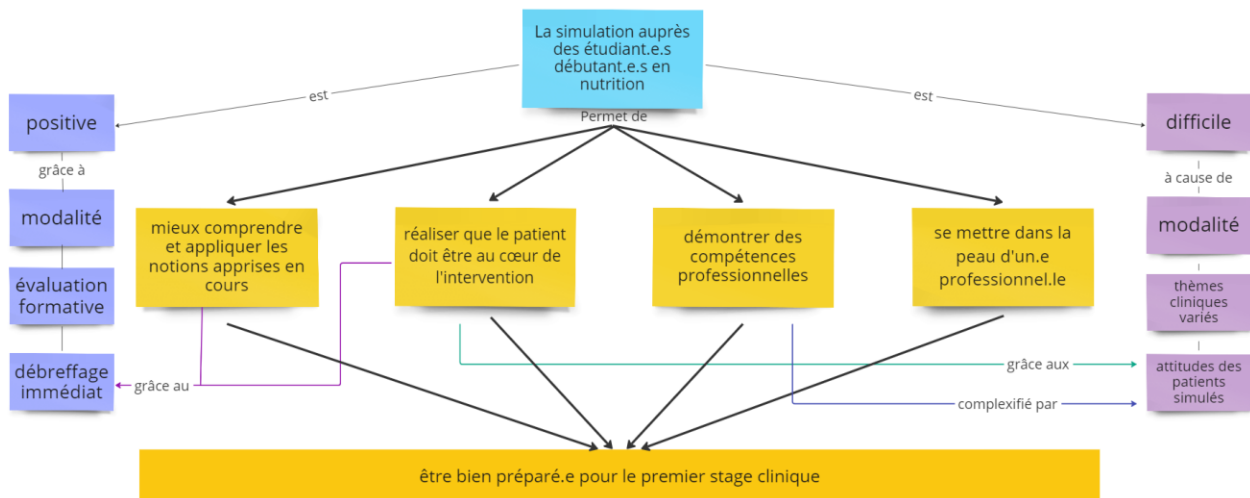 La simulation auprès
des étudiant.e.s
débutant.e.s en
nutrition
est
est
Permet de
positive
difficile
grâce à
à cause de
modalité
modalité
mieux comprendre
et appliquer les
notions apprises en
cours
réaliser que le patient
doit être au cœur de
l'intervention
démontrer des
compétences
professionnelles
se mettre dans la
peau d'un.e
professionnel.le
évaluation
formative
thèmes
cliniques
variés
débreffage
immédiat
grâce au
grâce aux
complexifié par
attitudes des
patients
simulés
être bien préparé.e pour le premier stage clinique